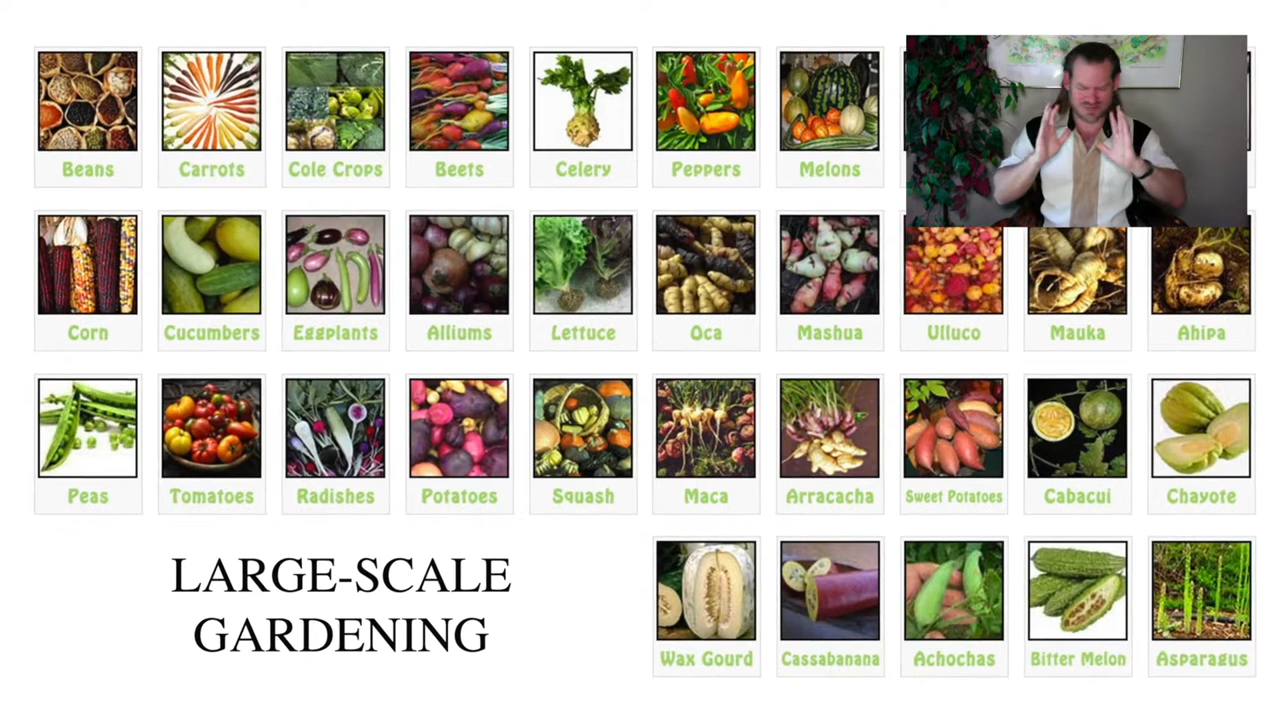 Beans
Carrots
Cole Crops
Beets
Celery
Peppers
Melons
Corn
Cucumbers
Eggplants
Alliums
Lettuce
Oca
Mashua
Ulluco
Mauka
Ahipa
Peas
Tomatoes
Radishes
Potatoes
Squash
Maca
Arracacha
Sweet Potatoes
Cabacui
Chayote
LARGE-SCALE
GARDENING
Wax Gourd
Cassabanana
Achochas
Bitter Melon
Asparagus